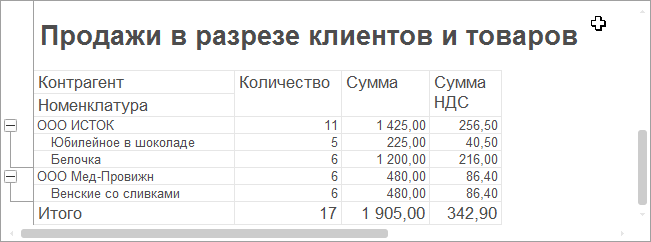 Продажи в разрезе клиентов и товаров
Контрагент Количество Сумма Сумма НДС
Номенклатура
ООО ИСТОК 11 1 425,00 256,50
Юбилейное в шоколаде 5 225,00 40,50
Белочка 6 1 200,00 216,00
ООО Мед-Провижн 6 480,00 86,40
Венские со сливками 6 480,00 86,40
Итого 17 1 905,00 342,90